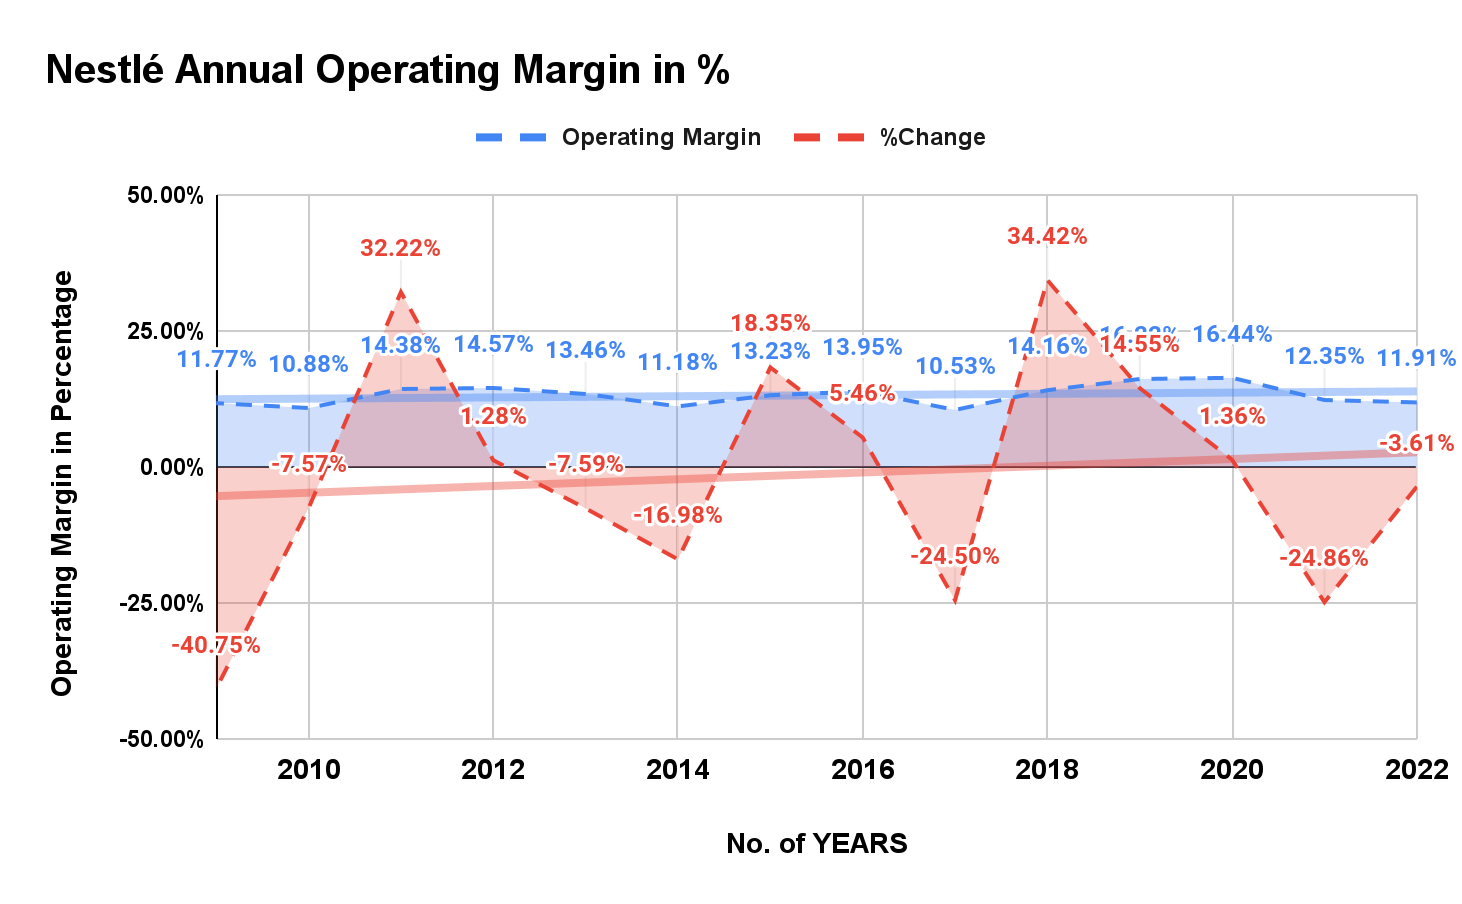 Nestlé Annual Operating Margin in %
Operating Margin %Change
50.00%
25.00%
0.00%
-25.00%
-50.00%
Operating Margin in Percentage
11.77% 10.88% 14.38% 14.57% 13.46% 11.18% 13.23% 13.95% 10.53% 14.16% 16.44% 12.35% 11.91%
-40.75% -7.57% 32.22% 1.28% -7.59% -16.98% 18.35% 5.46% -24.50% 34.42% 14.55% 1.36% -24.86% -3.61%
2010 2012 2014 2016 2018 2020 2022
No. of YEARS